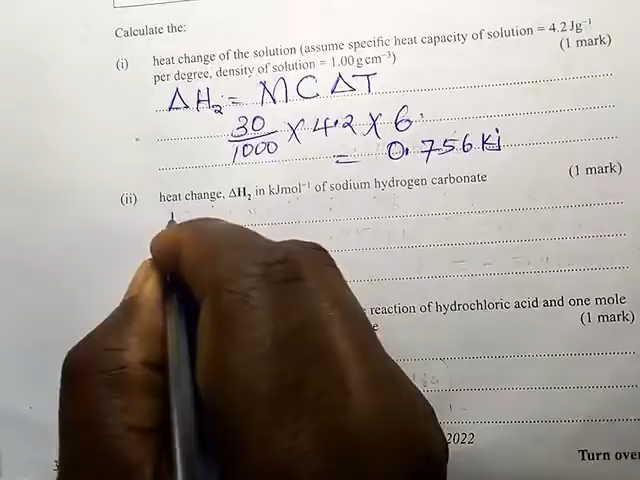 Calculate the:
(i) heat change of the solution (assume specific heat capacity of solution = 4.2 Jg⁻¹
per degree, density of solution = 1.00 g cm⁻³) (1 mark)
ΔH₂ = MCΔT
30/1000 × 4.2 × 6
= 0.756 kj
(ii) heat change, ΔH₂ in kJmol⁻¹ of sodium hydrogen carbonate (1 mark)
reaction of hydrochloric acid and one mole
(1 mark)
2022
Turn over